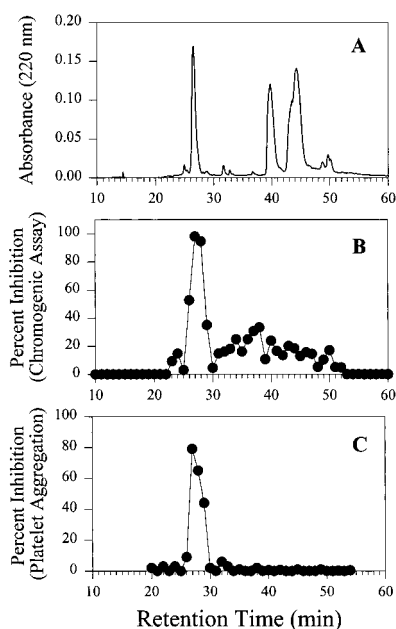 Absorbance (220 nm)
0.20
0.15
0.10
0.05
0.00
A
10 20 30 40 50 60
Percent Inhibition
(Chromogenic Assay)
100
80
60
40
20
0
B
10 20 30 40 50 60
Percent Inhibition
(Platelet Aggregation)
100
80
60
40
20
0
C
10 20 30 40 50 60
Retention Time (min)